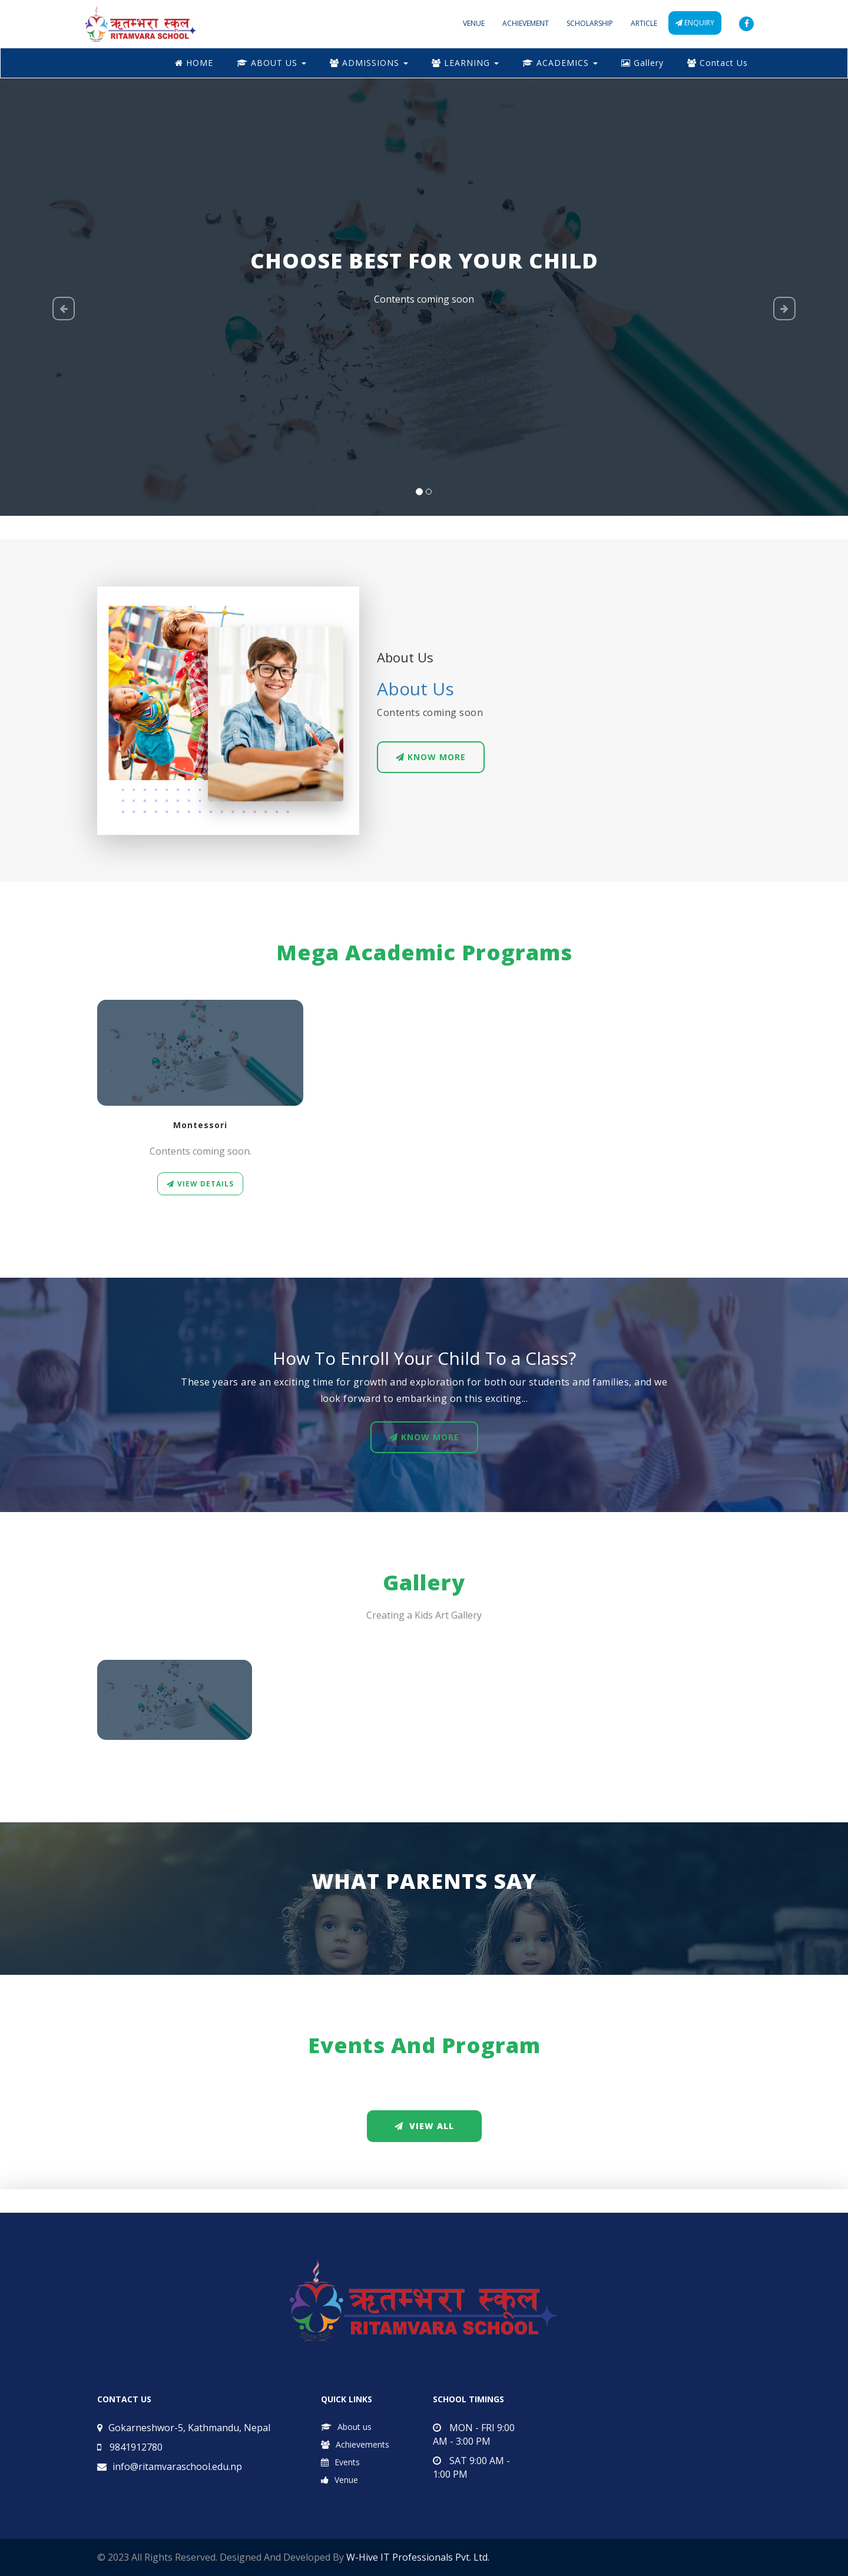 ऋतम्भरा स्कूल
RITAMVARA SCHOOL
VENUE ACHIEVEMENT SCHOLARSHIP ARTICLE ENQUIRY
HOME ABOUT US ADMISSIONS LEARNING ACADEMICS Gallery Contact Us
CHOOSE BEST FOR YOUR CHILD
Contents coming soon
About Us
About Us
Contents coming soon
KNOW MORE
Mega Academic Programs
Montessori
Contents coming soon.
VIEW DETAILS
How To Enroll Your Child To a Class?
These years are an exciting time for growth and exploration for both our students and families, and we
look forward to embarking on this exciting...
KNOW MORE
Gallery
Creating a Kids Art Gallery
WHAT PARENTS SAY
Events And Program
VIEW ALL
ऋतम्भरा स्कूल
RITAMVARA SCHOOL
CONTACT US
Gokarneshwor-5, Kathmandu, Nepal
9841912780
info@ritamvaraschool.edu.np
QUICK LINKS
About us
Achievements
Events
Venue
SCHOOL TIMINGS
MON - FRI 9:00
AM - 3:00 PM
SAT 9:00 AM -
1:00 PM
© 2023 All Rights Reserved. Designed And Developed By W-Hive IT Professionals Pvt. Ltd.